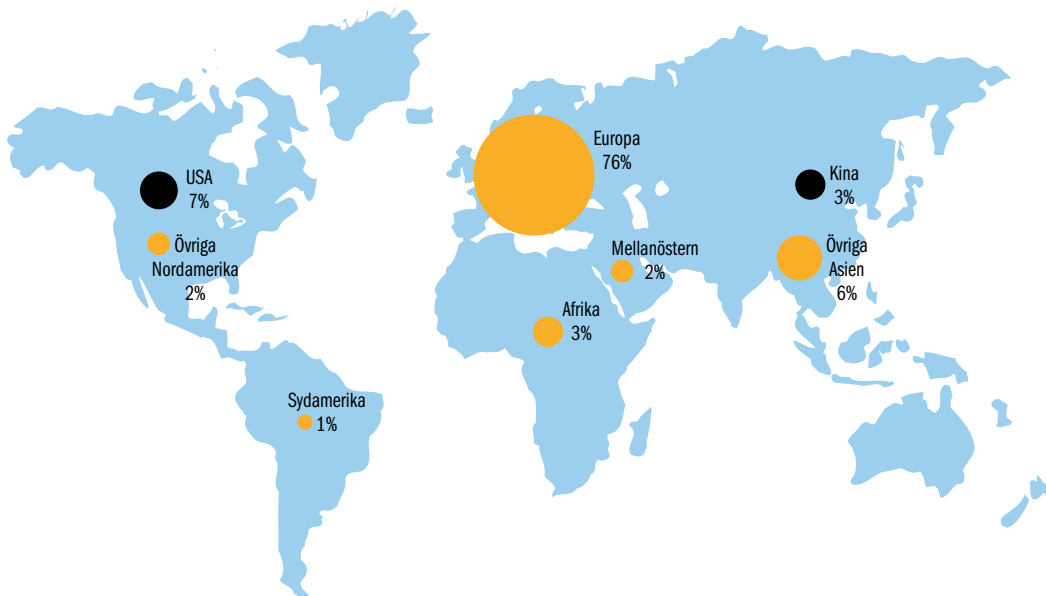 Europa
76%
USA
7%
Kina
3%
Övriga
Nordamerika
2%
Mellanöstern
2%
Övriga
Asien
6%
Afrika
3%
Sydamerika
1%